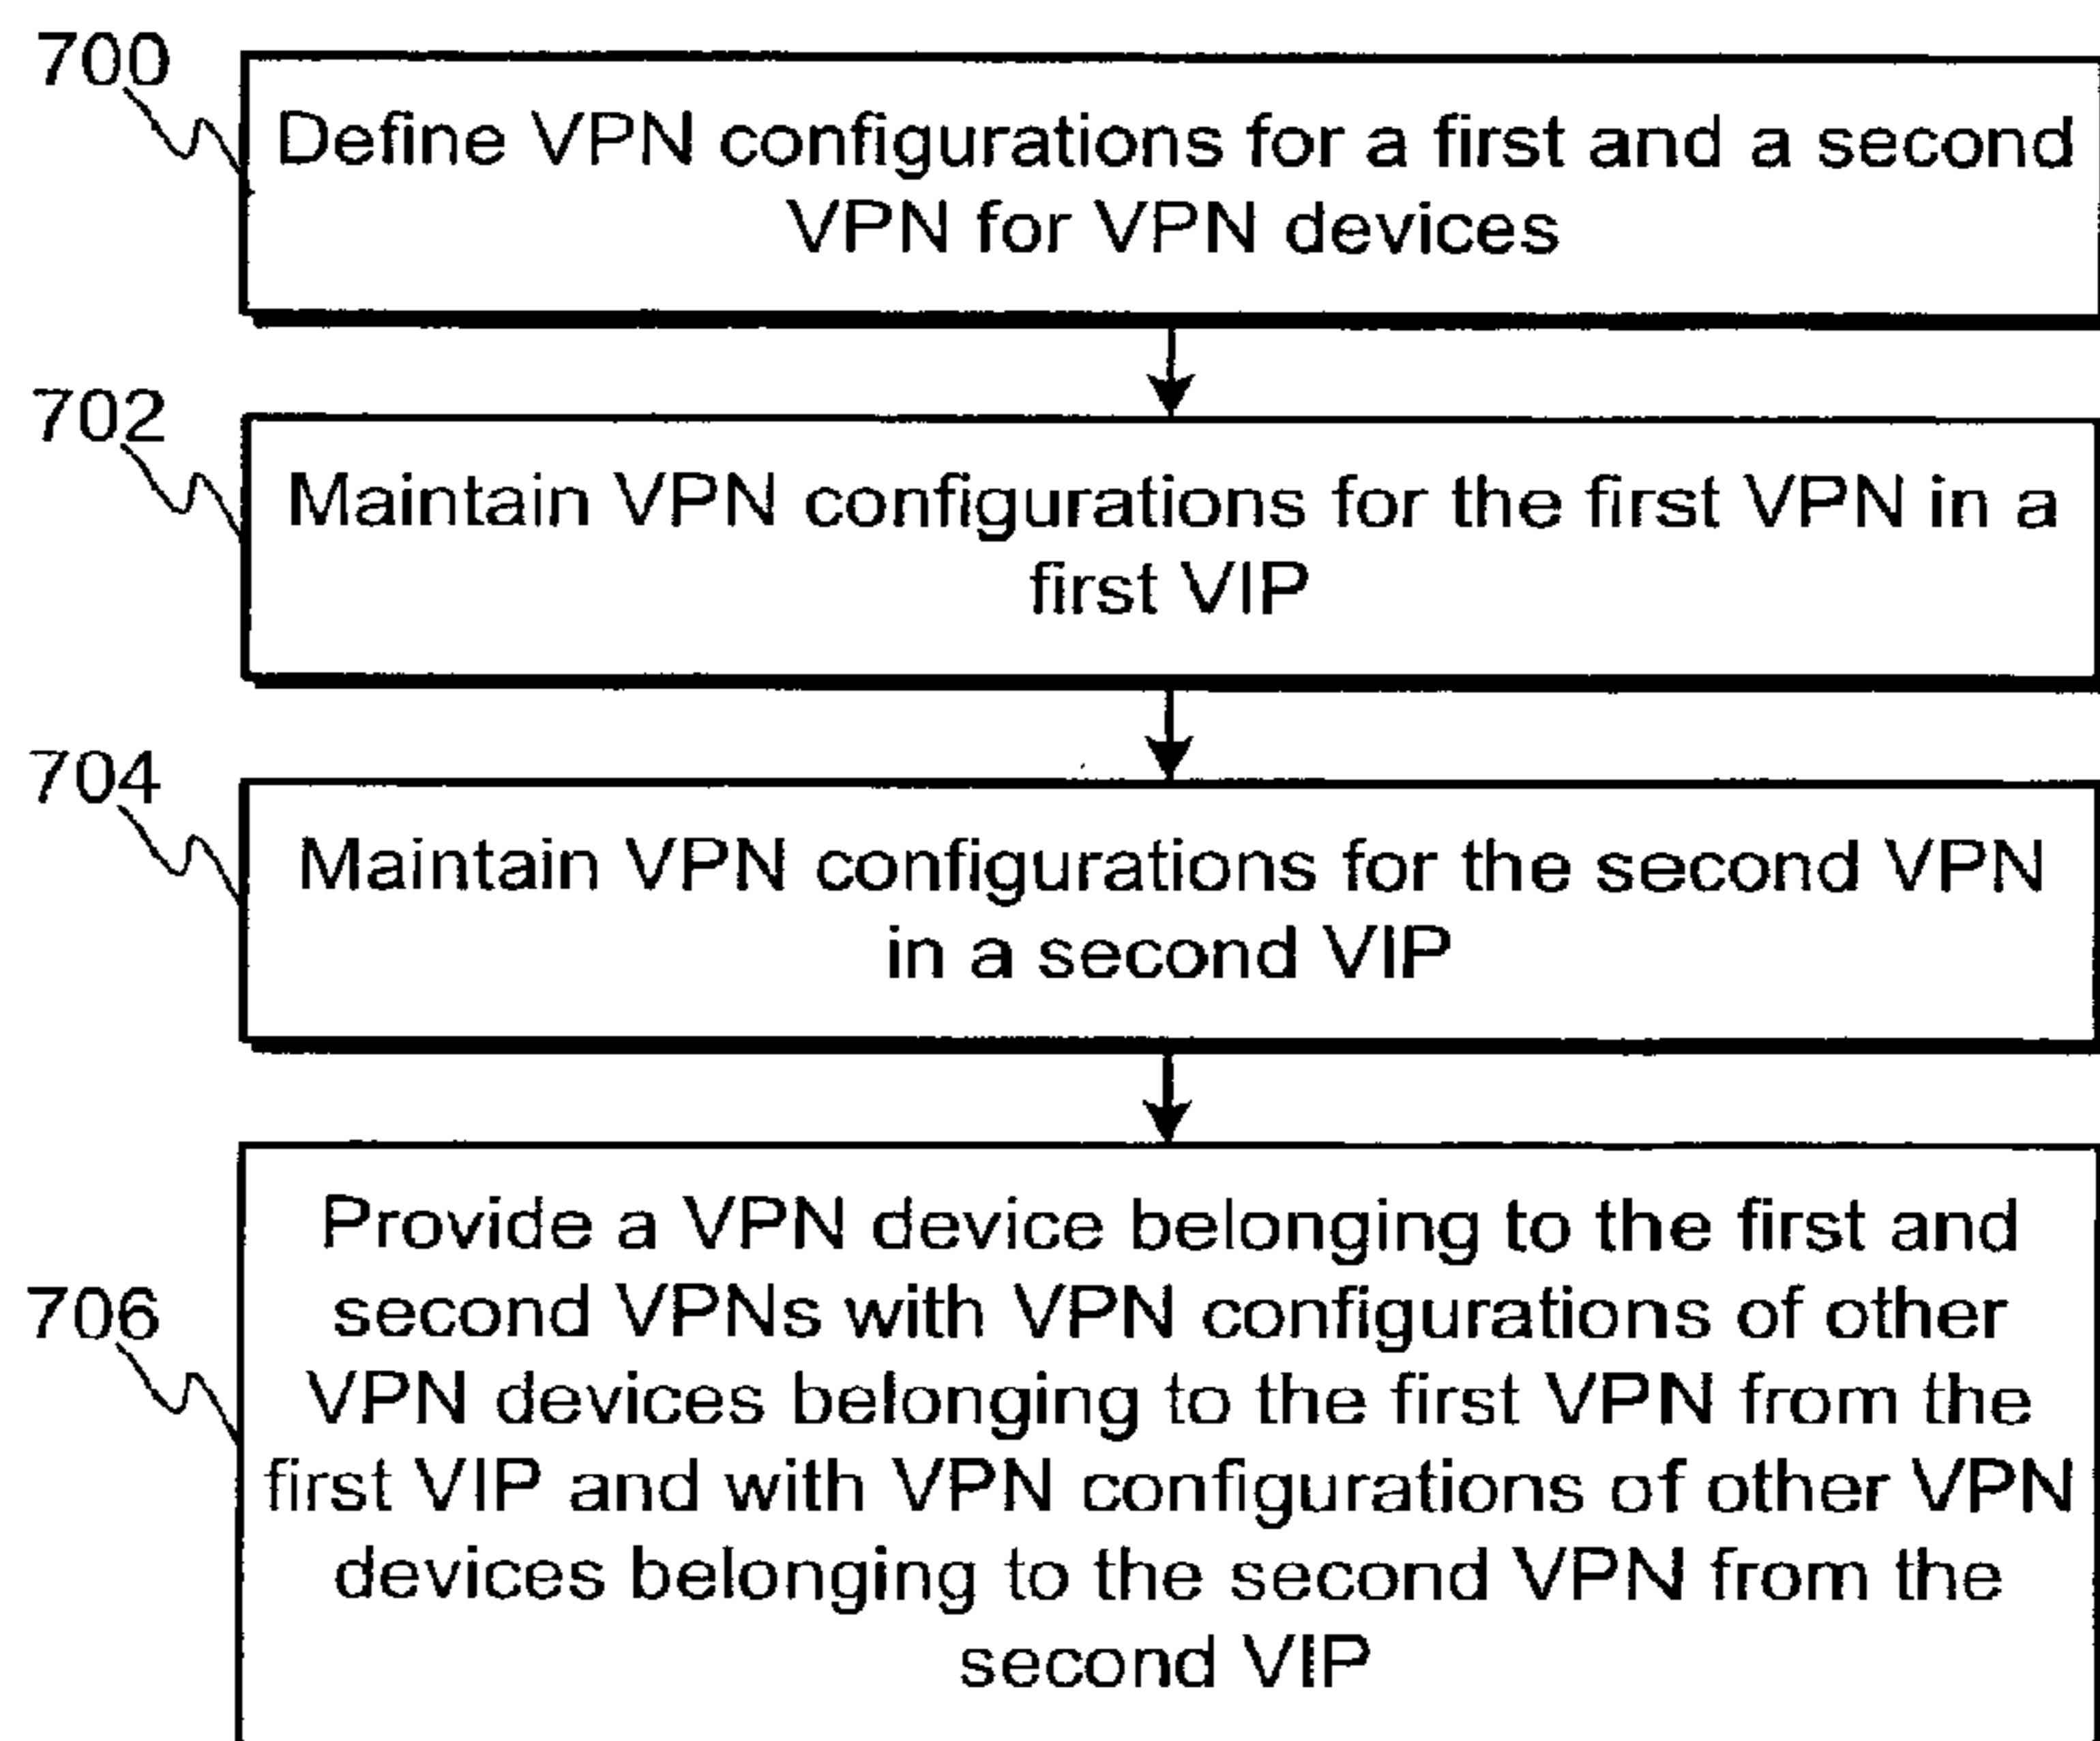 700
Define VPN configurations for a first and a second
VPN for VPN devices
702
Maintain VPN configurations for the first VPN in a
first VIP
704
Maintain VPN configurations for the second VPN
in a second VIP
706
Provide a VPN device belonging to the first and
second VPNs with VPN configurations of other
VPN devices belonging to the first VPN from the
first VIP and with VPN configurations of other VPN
devices belonging to the second VPN from the
second VIP